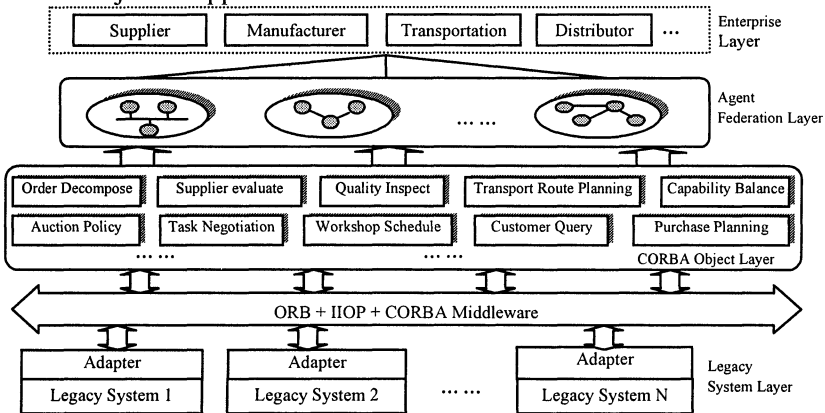 Supplier Manufacturer Transportation Distributor ... Enterprise
Layer
Agent
Federation Layer
... ...
Order Decompose Supplier evaluate Quality Inspect Transport Route Planning Capability Balance
Auction Policy Task Negotiation Workshop Schedule Customer Query Purchase Planning
... ... ... ... CORBA Object Layer
ORB + IIOP + CORBA Middleware
Adapter Adapter Adapter Legacy
Legacy System 1 Legacy System 2 ... ... Legacy System N System Layer